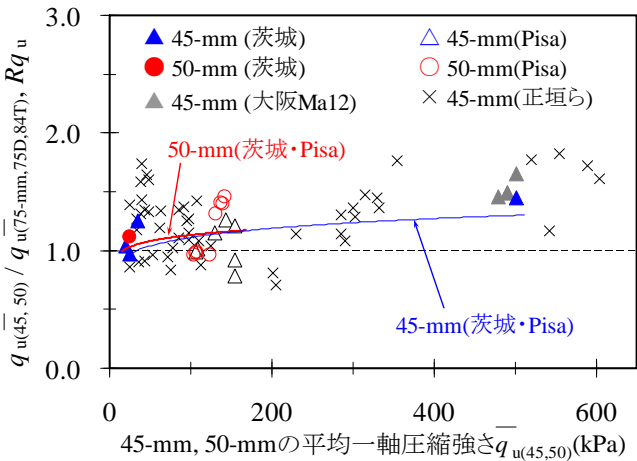 3.0
2.0
1.0
0.0
0
200
400
600
q̅ u(45, 50) / q̅ u(75-mm,75D,84T), Rq u
45-mm (茨城)
50-mm (茨城)
45-mm (大阪Ma12)
45-mm(Pisa)
50-mm(Pisa)
45-mm(正垣ら)
50-mm(茨城・Pisa)
45-mm(茨城・Pisa)
45-mm, 50-mmの平均一軸圧縮強さq̅ u(45,50)(kPa)